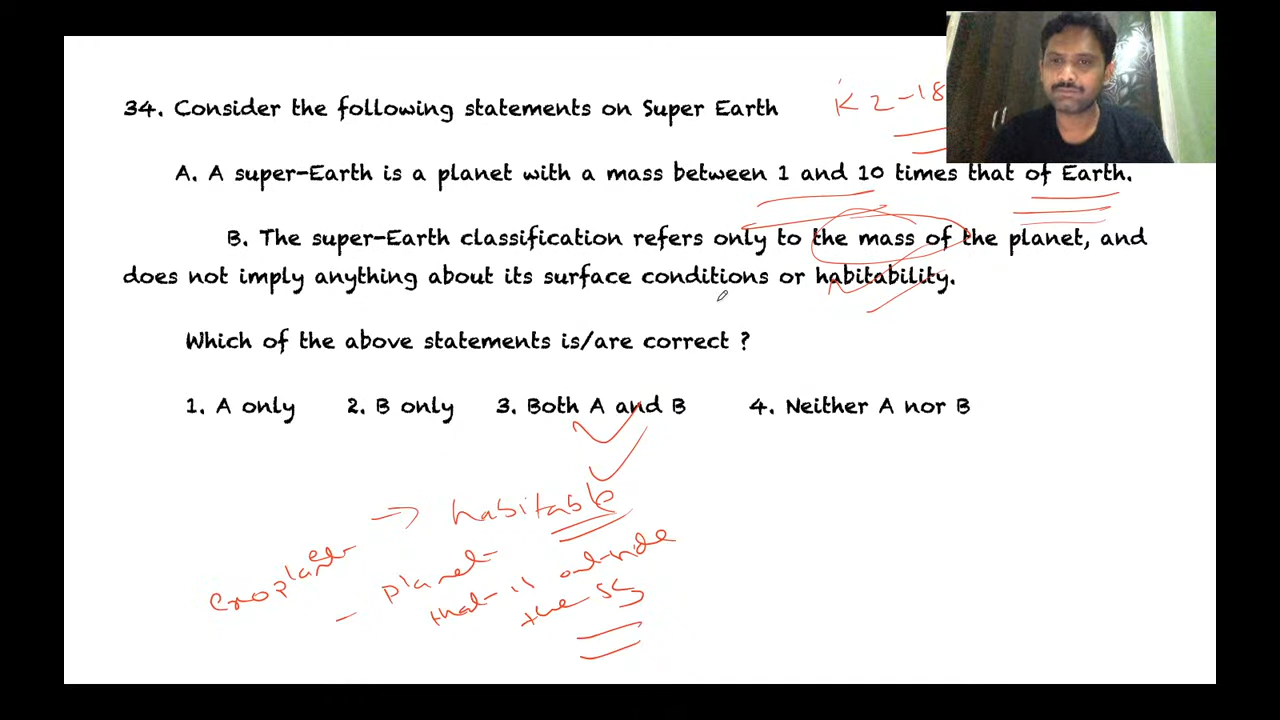 34. Consider the following statements on Super Earth
K2-18
A. A super-Earth is a planet with a mass between 1 and 10 times that of Earth.
B. The super-Earth classification refers only to the mass of the planet, and
does not imply anything about its surface conditions or habitability.
Which of the above statements is/are correct ?
1. A only 2. B only 3. Both A and B 4. Neither A nor B
→ habitable
exoplanet
- planet
that is outside
the SS